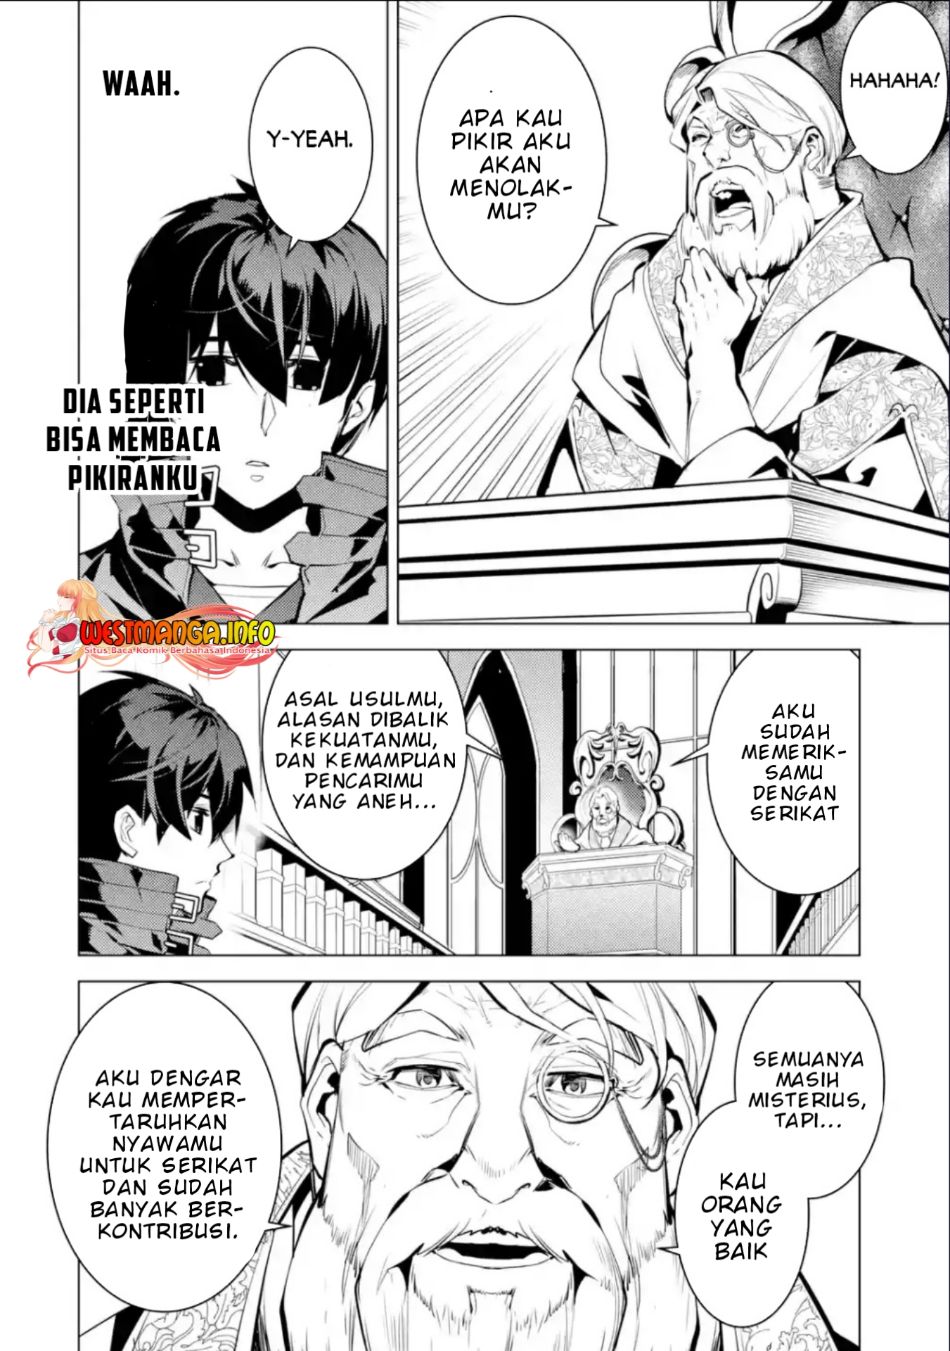 HAHAHA!
APA KAU
PIKIR AKU
AKAN
MENOLAK-
MU?
Y-YEAH.
WAAH.
DIA SEPERTI
BISA MEMBACA
PIKIRANKU
WESTMANGA.INFO
Situs Baca Komik Berbahasa Indonesia
AKU
SUDAH
MEMERIK-
SAMU
DENGAN
SERIKAT
ASAL USULMU,
ALASAN DIBALIK
KEKUATANMU,
DAN KEMAMPUAN
PENCARIMU
YANG ANEH...
SEMUANYA
MASIH
MISTERIUS,
TAPI...
KAU
ORANG
YANG
BAIK
AKU DENGAR
KAU MEMPER-
TARUHKAN
NYAWAMU
UNTUK SERIKAT
DAN SUDAH
BANYAK BER-
KONTRIBUSI.